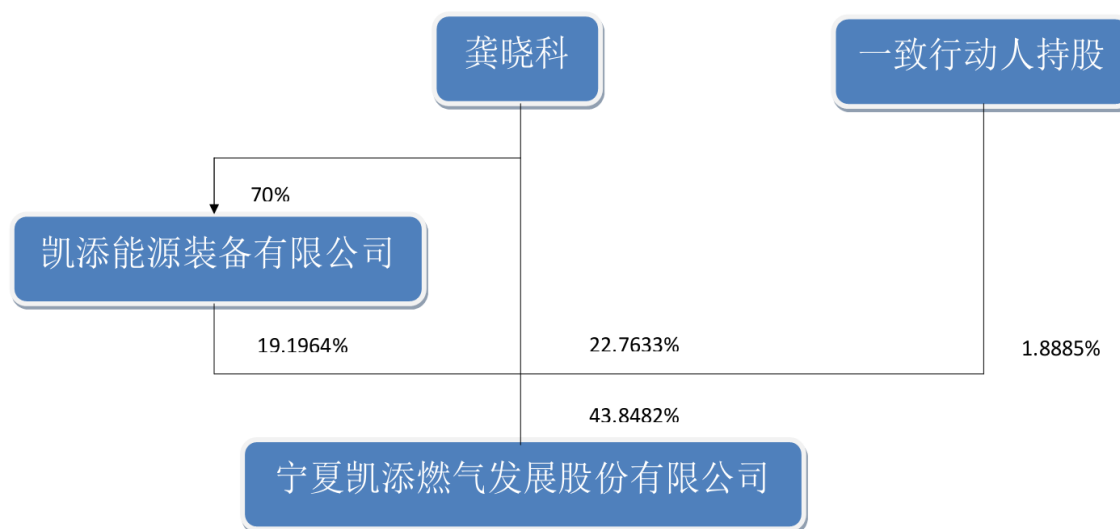 龚晓科
一致行动人持股
70%
凯添能源装备有限公司
19.1964%
22.7633%
1.8885%
43.8482%
宁夏凯添燃气发展股份有限公司